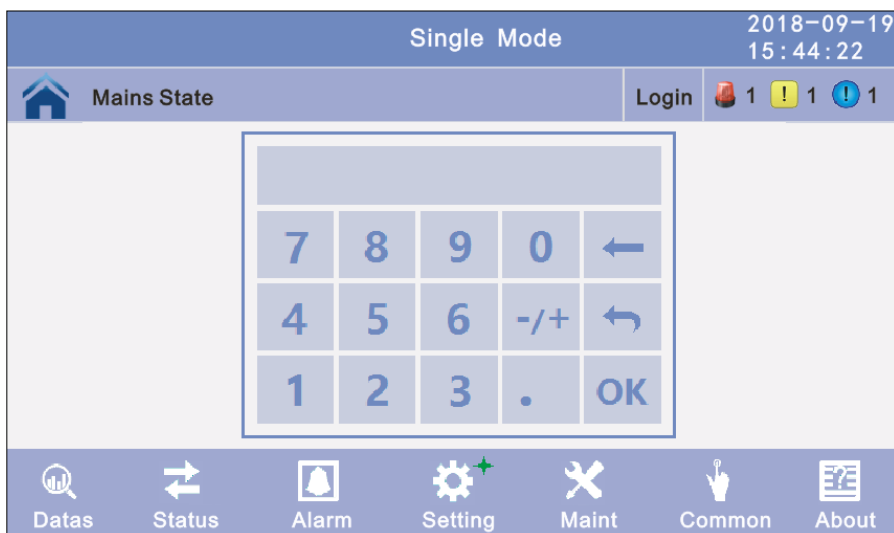 Single Mode
2018-09-19
15:44:22
Mains State
Login
1
! 1
! 1
7 8 9 0
4 5 6 -/+
1 2 3 . OK
?
Datas Status Alarm Setting Maint Common About